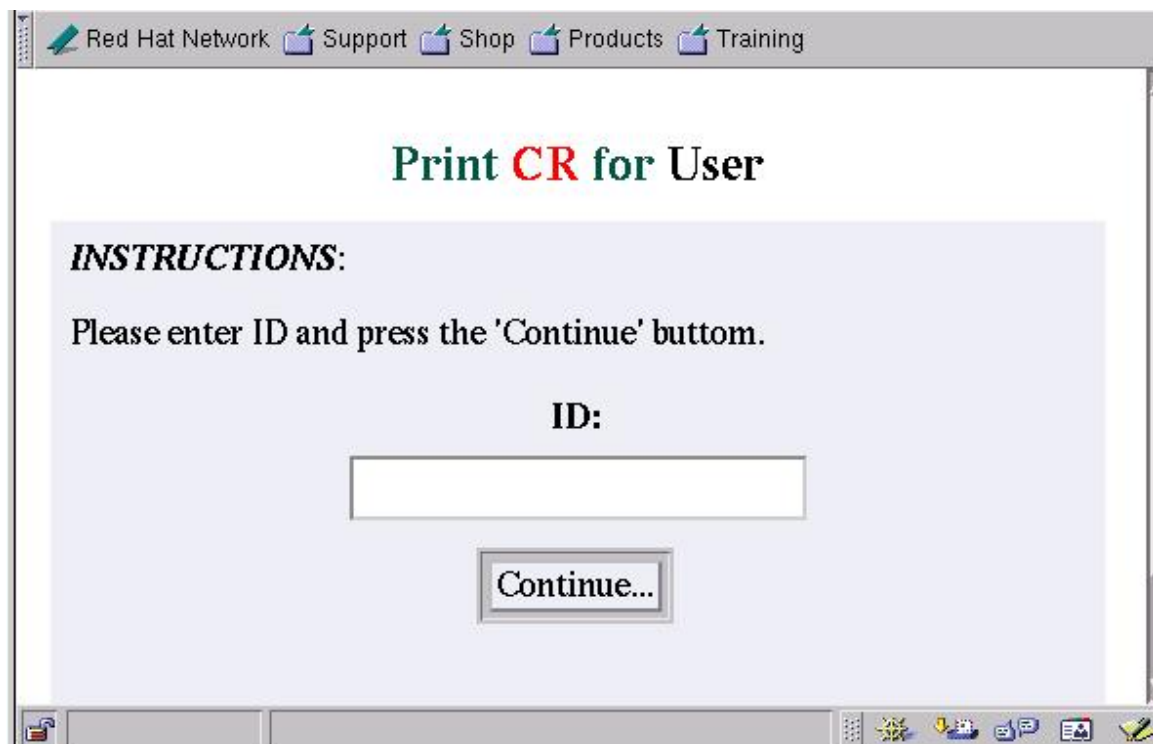 Red Hat Network Support Shop Products Training
Print CR for User
INSTRUCTIONS:
Please enter ID and press the 'Continue' buttom.
ID:
Continue...